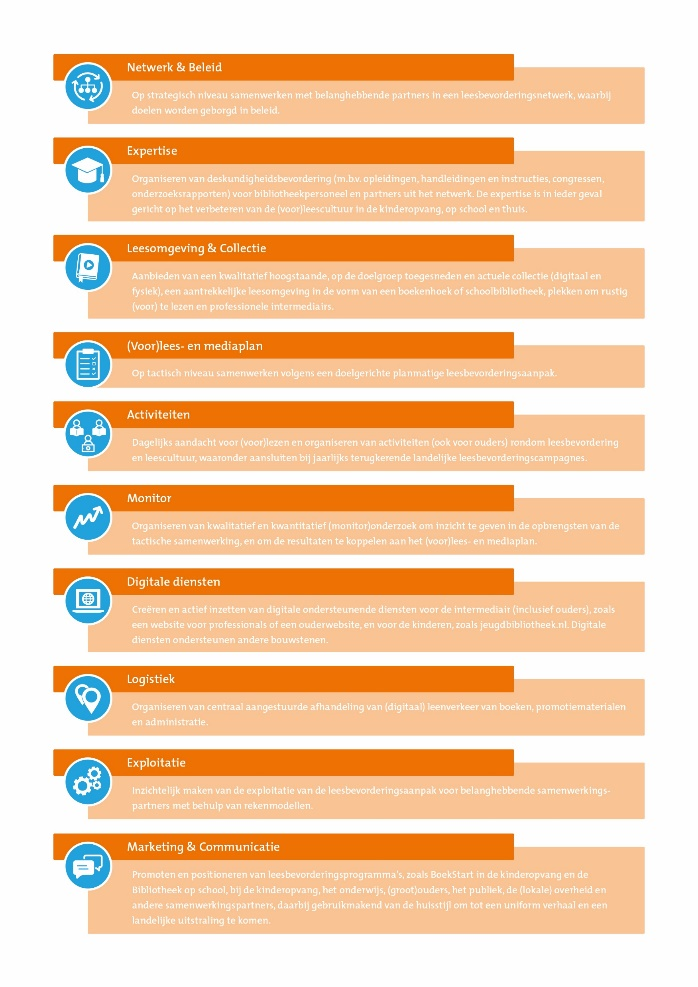 Netwerk & Beleid
Op strategisch niveau samenwerken met belanghebbende partners in een leesbevorderingsnetwerk, waarbij
doelen worden geborgd in beleid.
Expertise
Organiseren van deskundigheidsbevordering (m.b.v. opleidingen, handleidingen en instructies, congressen,
onderzoeksrapporten) voor bibliotheekpersoneel en partners uit het netwerk. De expertise is in ieder geval
gericht op het verbeteren van de (voor)leescultuur in de kinderopvang, op school en thuis.
Leesomgeving & Collectie
Aanbieden van een kwalitatief hoogstaande, op de doelgroep toegesneden en actuele collectie (digitaal en
fysiek), een aantrekkelijke leesomgeving in de vorm van een boekenhoek of schoolbibliotheek, plekken om rustig
(voor) te lezen en professionele intermediairs.
(Voor)lees- en mediaplan
Op tactisch niveau samenwerken volgens een doelgerichte planmatige leesbevorderingsaanpak.
Activiteiten
Dagelijks aandacht voor (voor)lezen en organiseren van activiteiten (ook voor ouders) rondom leesbevordering
en leescultuur, waaronder aansluiten bij jaarlijks terugkerende landelijke leesbevorderingscampagnes.
Monitor
Organiseren van kwalitatief en kwantitatief (monitor)onderzoek om inzicht te geven in de opbrengsten van de
tactische samenwerking, en om de resultaten te koppelen aan het (voor)lees- en mediaplan.
Digitale diensten
Creëren en actief inzetten van digitale ondersteunende diensten voor de intermediair (inclusief ouders), zoals
een website voor professionals of een ouderwebsite, en voor de kinderen, zoals jeugdbibliotheek.nl. Digitale
diensten ondersteunen andere bouwstenen.
Logistiek
Organiseren van centraal aangestuurde afhandeling van (digitaal) leenverkeer van boeken, promotiematerialen
en administratie.
Exploitatie
Inzichtelijk maken van de exploitatie van de leesbevorderingsaanpak voor belanghebbende samenwerkings-
partners met behulp van rekenmodellen.
Marketing & Communicatie
Promoten en positioneren van leesbevorderingsprogramma's, zoals BoekStart in de kinderopvang en de
Bibliotheek op school, bij de kinderopvang, het onderwijs, (groot)ouders, het publiek, de (lokale) overheid en
andere samenwerkingspartners, daarbij gebruikmakend van de huisstijl om tot een uniform verhaal en een
landelijke uitstraling te komen.